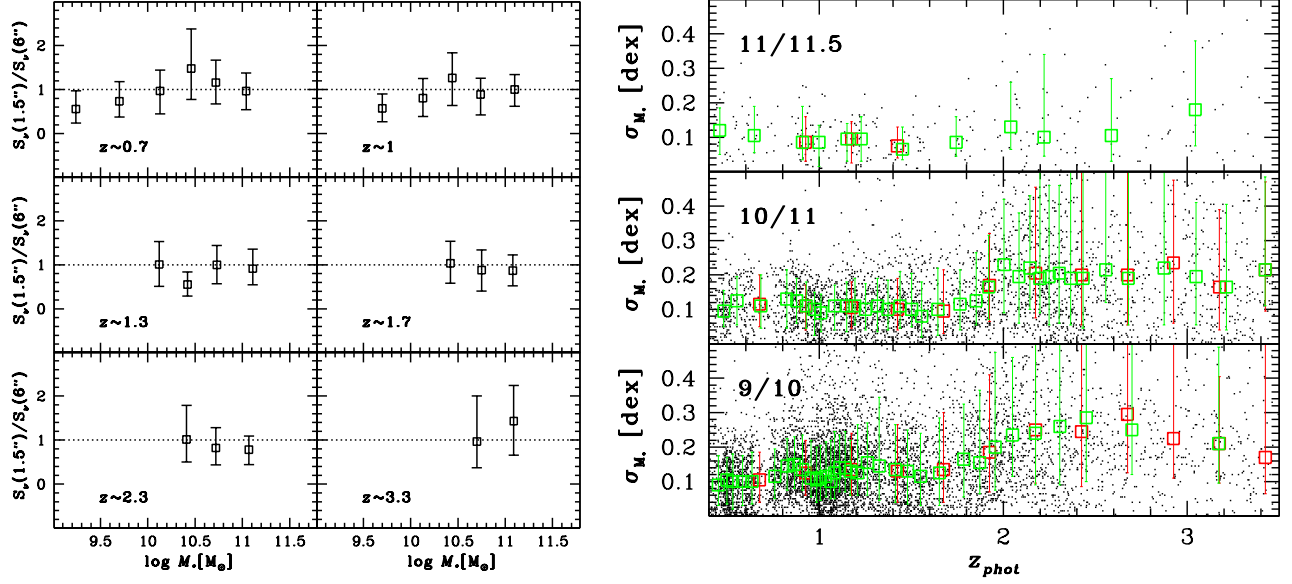 S_ν(1.5")/S_ν(6")
2
1
0
z~0.7
z~1
S_ν(1.5")/S_ν(6")
2
1
0
z~1.3
z~1.7
S_ν(1.5")/S_ν(6")
2
1
0
z~2.3
z~3.3
9.5 10 10.5 11 11.5
9.5 10 10.5 11 11.5
log M*[M⊙]
log M*[M⊙]
σ_M* [dex]
0.4
0.3
0.2
0.1
11/11.5
σ_M* [dex]
0.4
0.3
0.2
0.1
10/11
σ_M* [dex]
0.4
0.3
0.2
0.1
9/10
1 2 3
z_phot